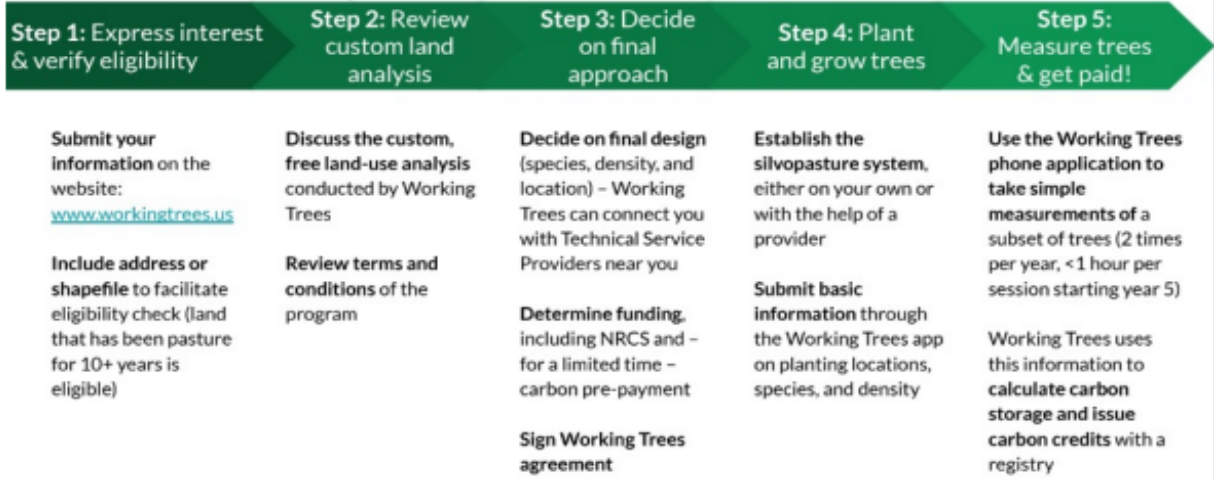 Step 1: Express interest
& verify eligibility
Step 2: Review
custom land
analysis
Step 3: Decide
on final
approach
Step 4: Plant
and grow trees
Step 5:
Measure trees
& get paid!
Submit your
information on the
website:
www.workingtrees.us
Include address or
shapefile to facilitate
eligibility check (land
that has been pasture
for 10+ years is
eligible)
Discuss the custom,
free land-use analysis
conducted by Working
Trees
Review terms and
conditions of the
program
Decide on final design
(species, density, and
location) – Working
Trees can connect you
with Technical Service
Providers near you
Determine funding,
including NRCS and –
for a limited time –
carbon pre-payment
Sign Working Trees
agreement
Establish the
silvopasture system,
either on your own or
with the help of a
provider
Submit basic
information through
the Working Trees app
on planting locations,
species, and density
Use the Working Trees
phone application to
take simple
measurements of a
subset of trees (2 times
per year, <1 hour per
session starting year 5)
Working Trees uses
this information to
calculate carbon
storage and issue
carbon credits with a
registry